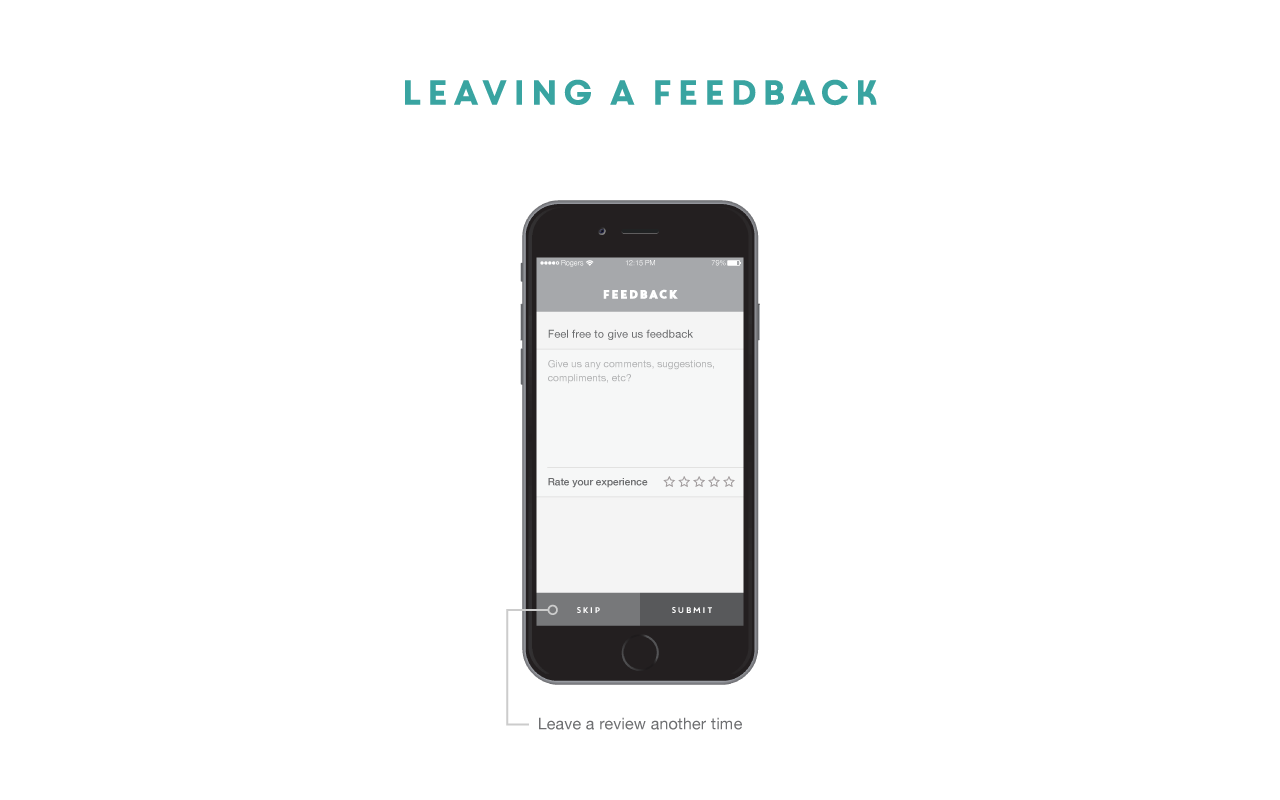 LEAVING A FEEDBACK
Rogers 12:15 PM 79%
FEEDBACK
Feel free to give us feedback
Give us any comments, suggestions,
compliments, etc?
Rate your experience
SKIP SUBMIT
Leave a review another time